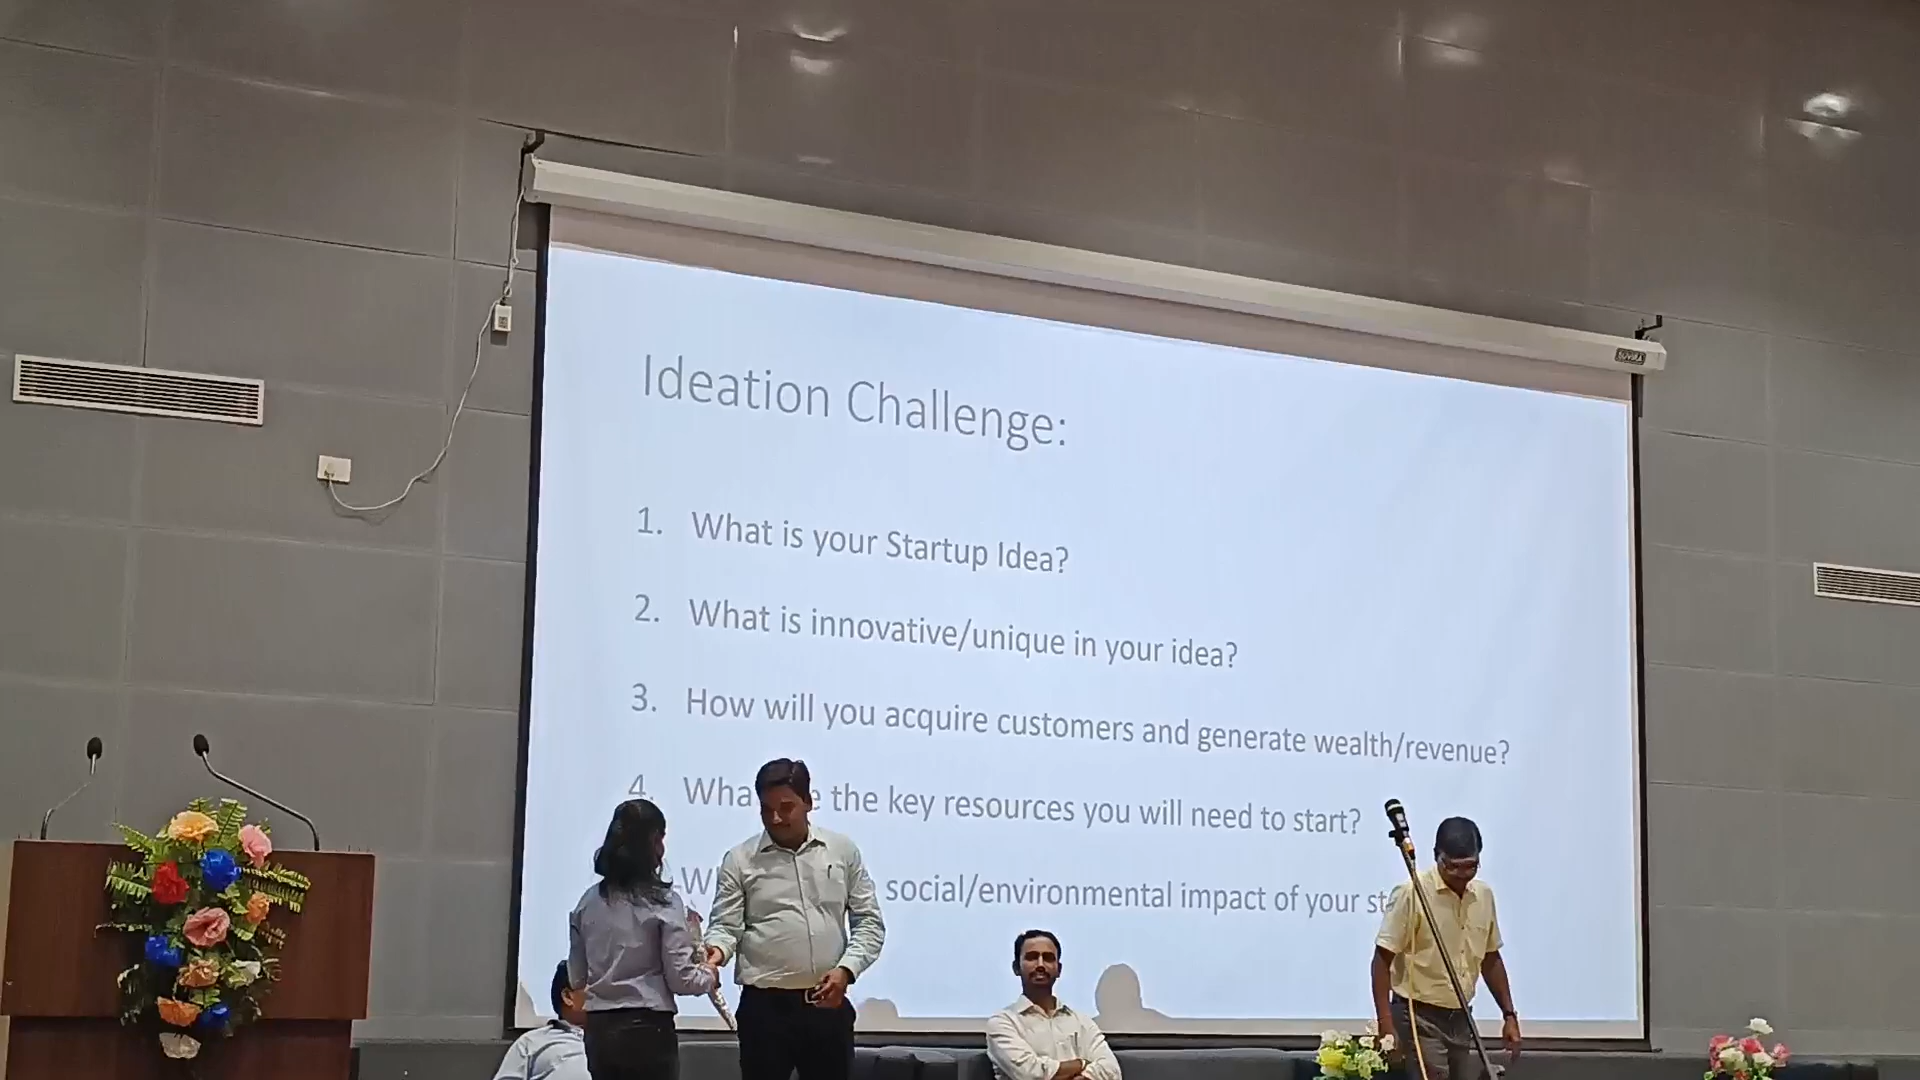 Ideation Challenge:
1. What is your Startup Idea?
2. What is innovative/unique in your idea?
3. How will you acquire customers and generate wealth/revenue?
4. the key resources you will need to start?
social/environmental impact of your